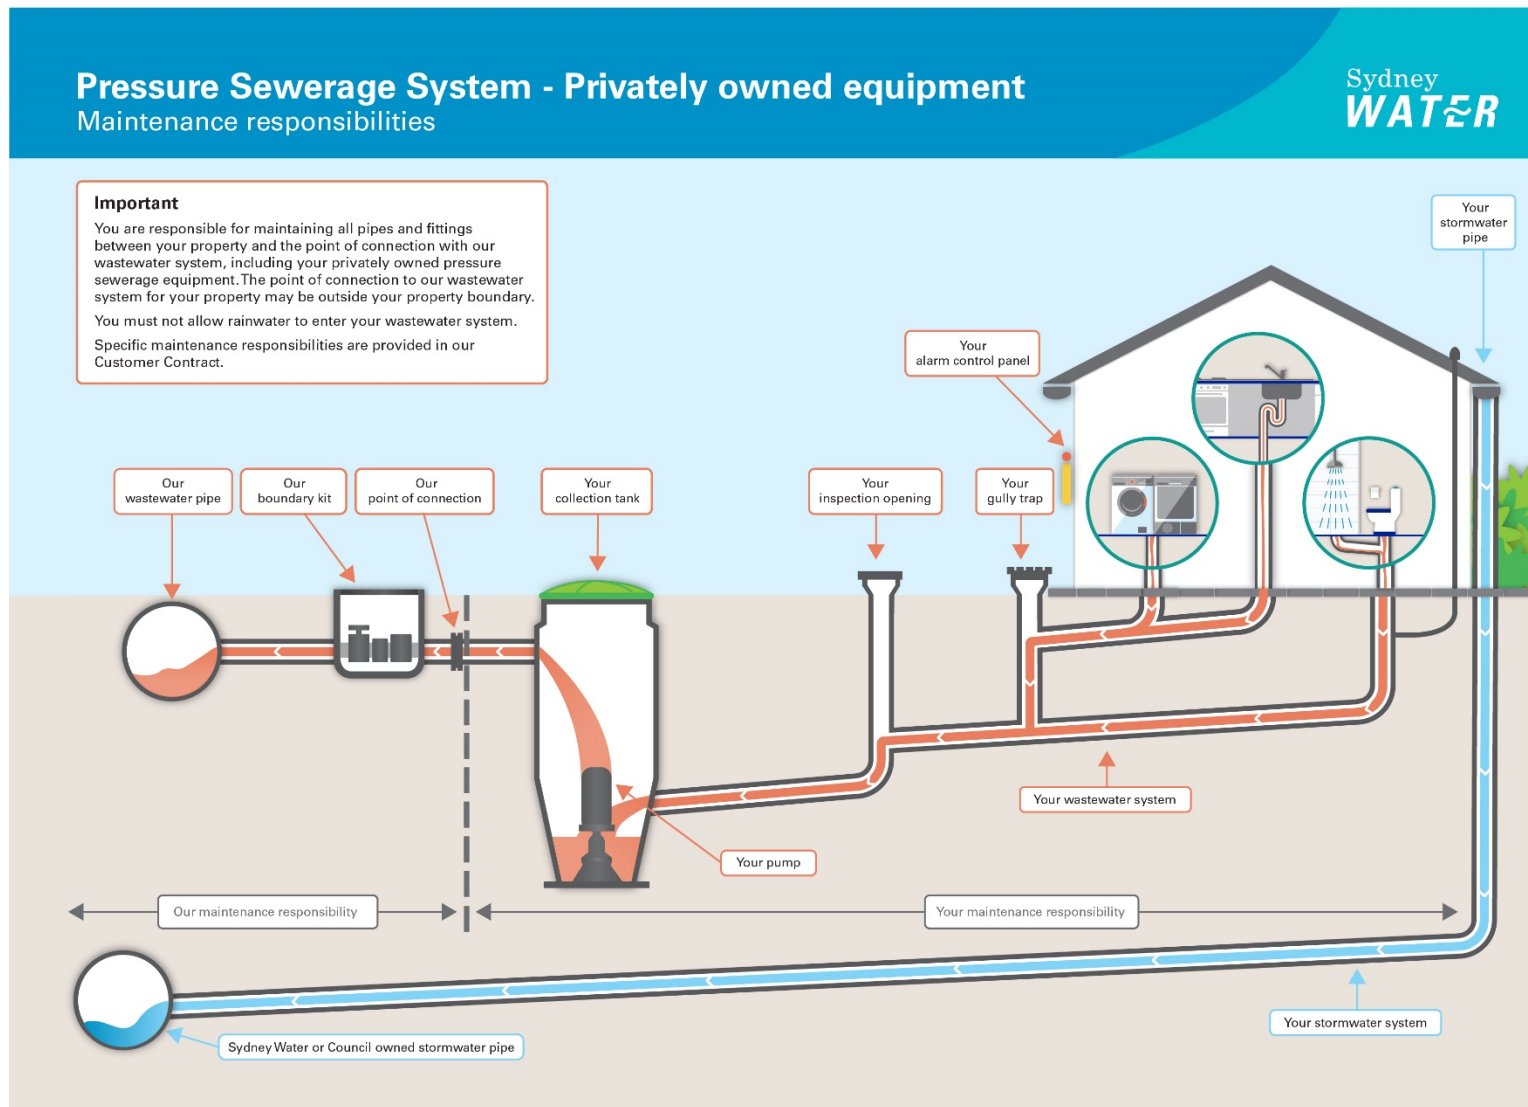 Pressure Sewerage System - Privately owned equipment
Maintenance responsibilities
Sydney
WATER
Important
You are responsible for maintaining all pipes and fittings
between your property and the point of connection with our
wastewater system, including your privately owned pressure
sewerage equipment. The point of connection to our wastewater
system for your property may be outside your property boundary.
You must not allow rainwater to enter your wastewater system.
Specific maintenance responsibilities are provided in our
Customer Contract.
Your
stormwater
pipe
Your
alarm control panel
Our
wastewater pipe
Our
boundary kit
Our
point of connection
Your
collection tank
Your
inspection opening
Your
gully trap
Your wastewater system
Your pump
Our maintenance responsibility
Your maintenance responsibility
Your stormwater system
Sydney Water or Council owned stormwater pipe